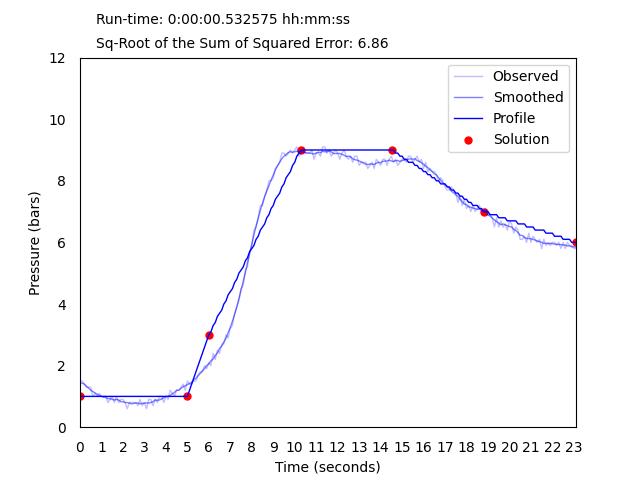 Run-time: 0:00:00.532575 hh:mm:ss
Sq-Root of the Sum of Squared Error: 6.86
12
10
8
6
4
2
0
Pressure (bars)
Observed
Smoothed
Profile
Solution
0 1 2 3 4 5 6 7 8 9 10 11 12 13 14 15 16 17 18 19 20 21 22 23
Time (seconds)